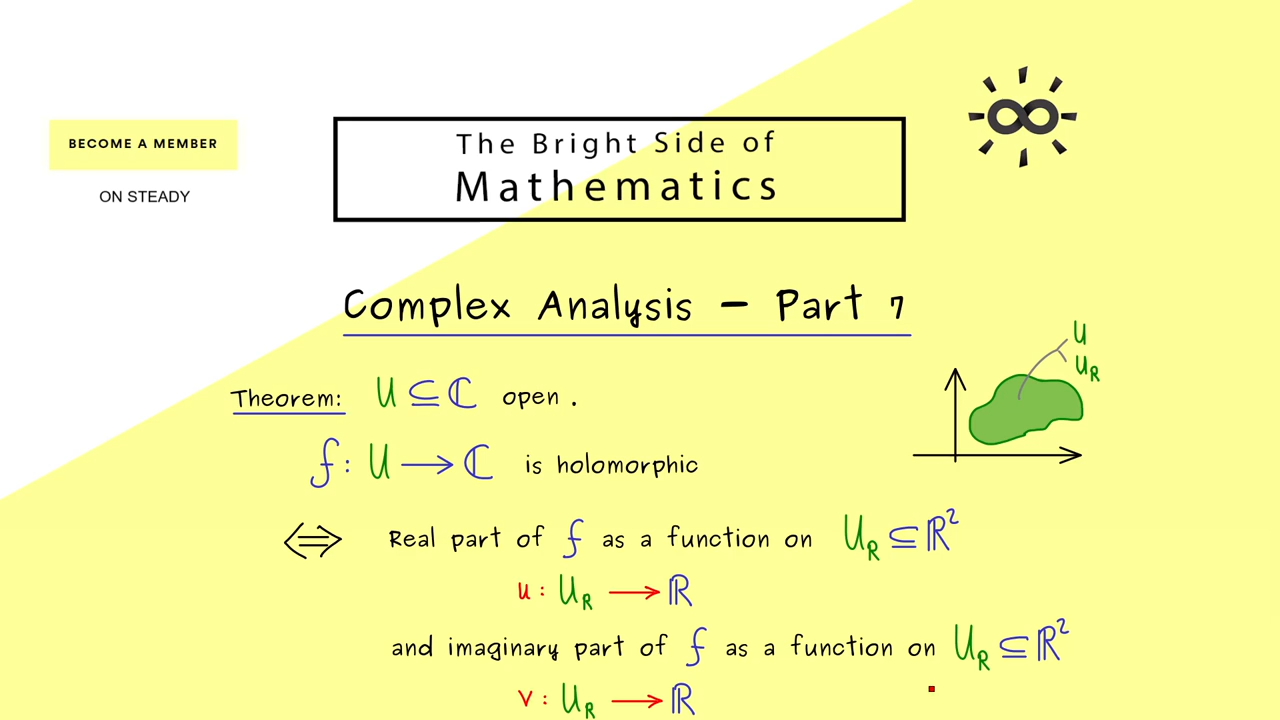 BECOME A MEMBER
ON STEADY
The Bright Side of
Mathematics
Complex Analysis – Part 7
Theorem: U ⊆ ℂ open .
f : U ⟶ ℂ is holomorphic
U
U_R
⟺ Real part of f as a function on U_R ⊆ ℝ²
u : U_R ⟶ ℝ
and imaginary part of f as a function on U_R ⊆ ℝ²
v : U_R ⟶ ℝ